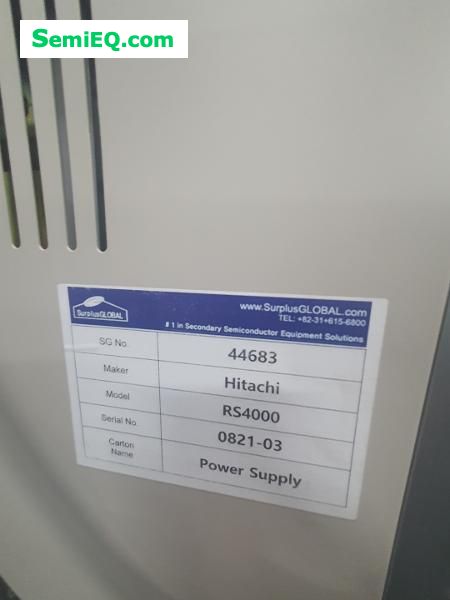 SemiEQ.com
SurplusGLOBAL
www.SurplusGLOBAL.com
TEL: +82-31+615-6800
# 1 in Secondary Semiconductor Equipment Solutions
SG No. 44683
Maker Hitachi
Model RS4000
Serial No. 0821-03
Carton Name Power Supply